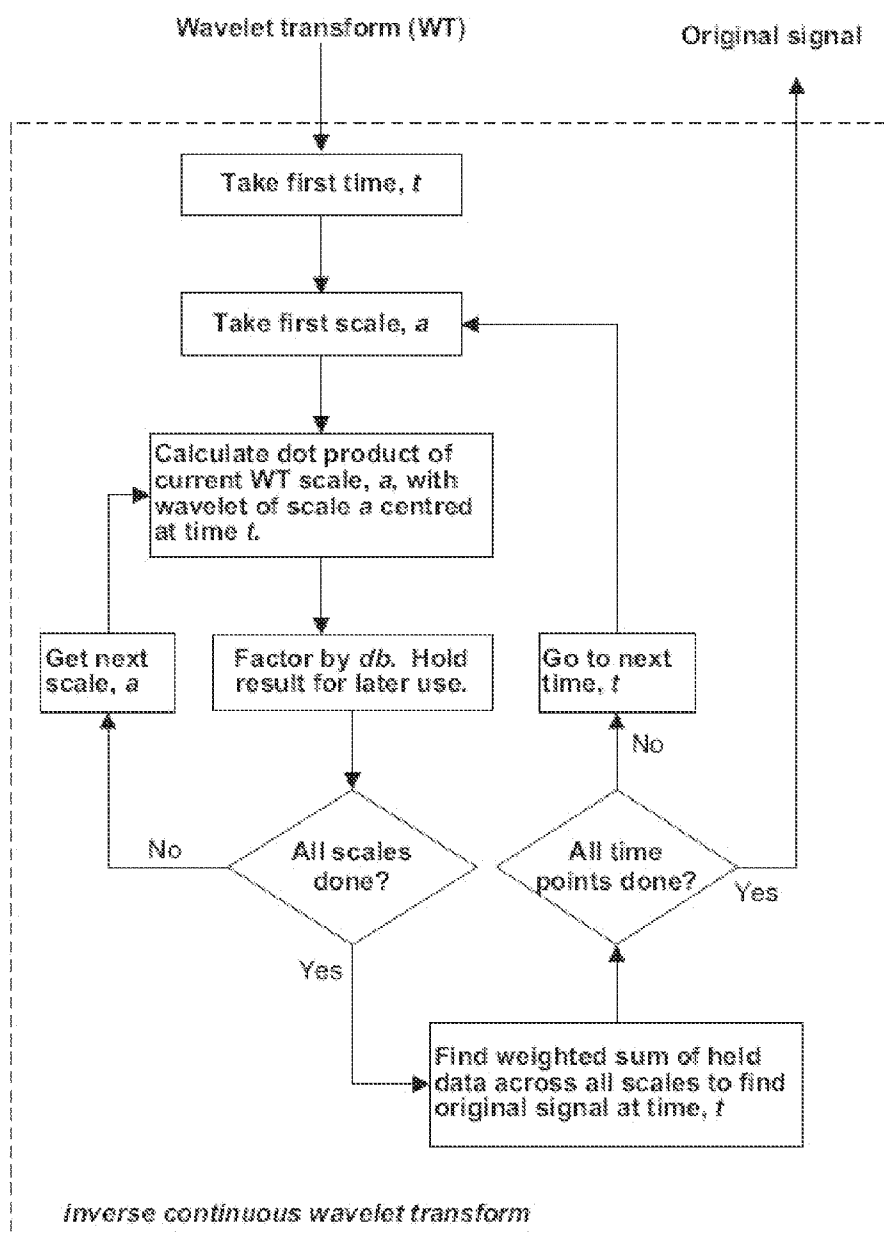 Wavelet transform (WT)
Original signal
Take first time, t
Take first scale, a
Calculate dot product of
current WT scale, a, with
wavelet of scale a centred
at time t.
Get next
scale, a
Factor by db.  Hold
result for later use.
Go to next
time, t
No
No
All scales
done?
All time
points done?
Yes
Yes
Find weighted sum of held
data across all scales to find
original signal at time, t
inverse continuous wavelet transform